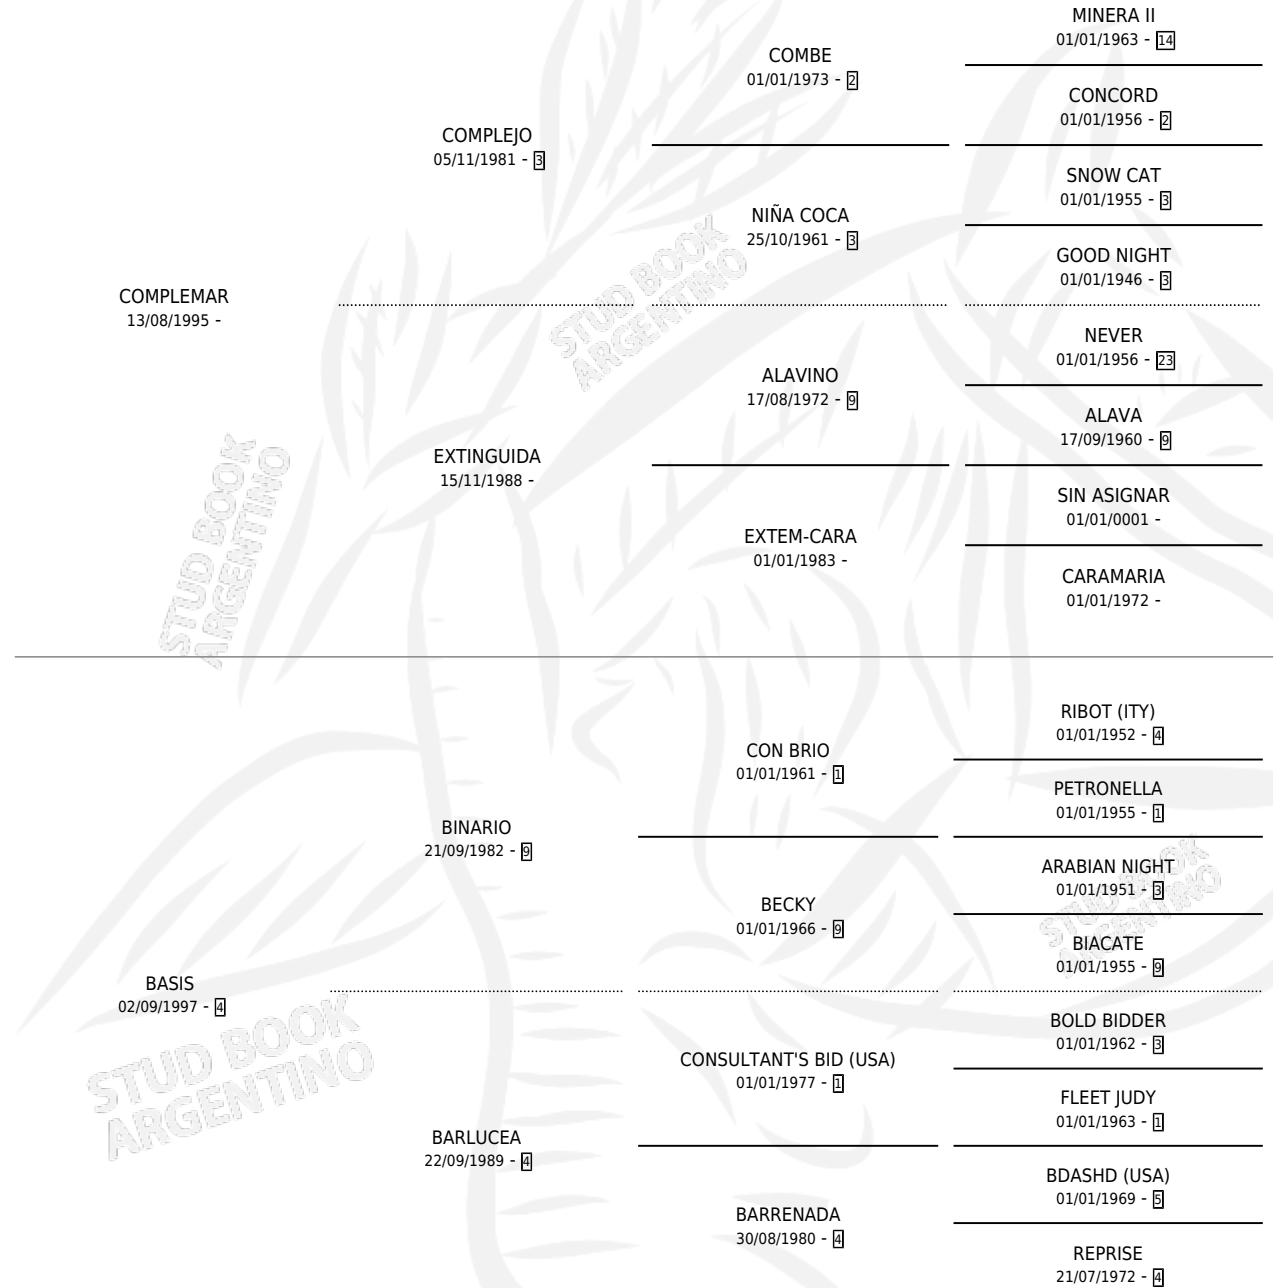 MINERA II
01/01/1963 - 14
COMBE
01/01/1973 - 2
CONCORD
01/01/1956 - 2
COMPLEJO
05/11/1981 - 3
SNOW CAT
01/01/1955 - 3
NIÑA COCA
25/10/1961 - 3
GOOD NIGHT
01/01/1946 - 3
COMPLEMAR
13/08/1995 -
NEVER
01/01/1956 - 23
ALAVINO
17/08/1972 - 9
ALAVA
17/09/1960 - 9
EXTINGUIDA
15/11/1988 -
SIN ASIGNAR
01/01/0001 -
EXTEM-CARA
01/01/1983 -
CARAMARIA
01/01/1972 -
STUD BOOK
ARGENTINO
STUD BOOK
ARGENTINO
RIBOT (ITY)
01/01/1952 - 4
CON BRIO
01/01/1961 - 1
PETRONELLA
01/01/1955 - 1
BINARIO
21/09/1982 - 9
ARABIAN NIGHT
01/01/1951 - 3
BECKY
01/01/1966 - 9
BIACATE
01/01/1955 - 9
BASIS
02/09/1997 - 4
BOLD BIDDER
01/01/1962 - 3
CONSULTANT'S BID (USA)
01/01/1977 - 1
FLEET JUDY
01/01/1963 - 1
BARLUCEA
22/09/1989 - 4
BDASHD (USA)
01/01/1969 - 5
BARRENADA
30/08/1980 - 4
REPRISE
21/07/1972 - 4
STUD BOOK
ARGENTINO
STUD BOOK
ARGENTINO